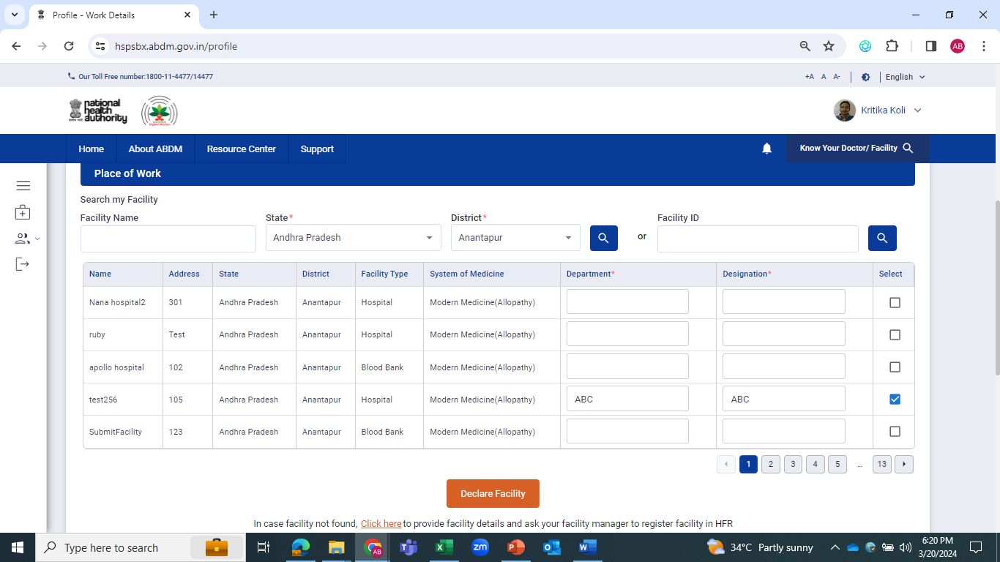 Profile - Work Details
hspsbx.abdm.gov.in/profile
AB
Our Toll Free number:1800-11-4477/14477
+A A A- English
national
health
authority
Kritika Koli
Home About ABDM Resource Center Support Know Your Doctor/ Facility
Place of Work
Search my Facility
Facility Name State* District* Facility ID
Andhra Pradesh Anantapur or
Name Address State District Facility Type System of Medicine Department* Designation* Select
Nana hospital2 301 Andhra Pradesh Anantapur Hospital Modern Medicine(Allopathy)
ruby Test Andhra Pradesh Anantapur Hospital Modern Medicine(Allopathy)
apollo hospital 102 Andhra Pradesh Anantapur Blood Bank Modern Medicine(Allopathy)
test256 105 Andhra Pradesh Anantapur Hospital Modern Medicine(Allopathy) ABC ABC
SubmitFacility 123 Andhra Pradesh Anantapur Blood Bank Modern Medicine(Allopathy)
1 2 3 4 5 ... 13
Declare Facility
In case facility not found, Click here to provide facility details and ask your facility manager to register facility in HFR
Type here to search
34°C Partly sunny
6:20 PM
3/20/2024